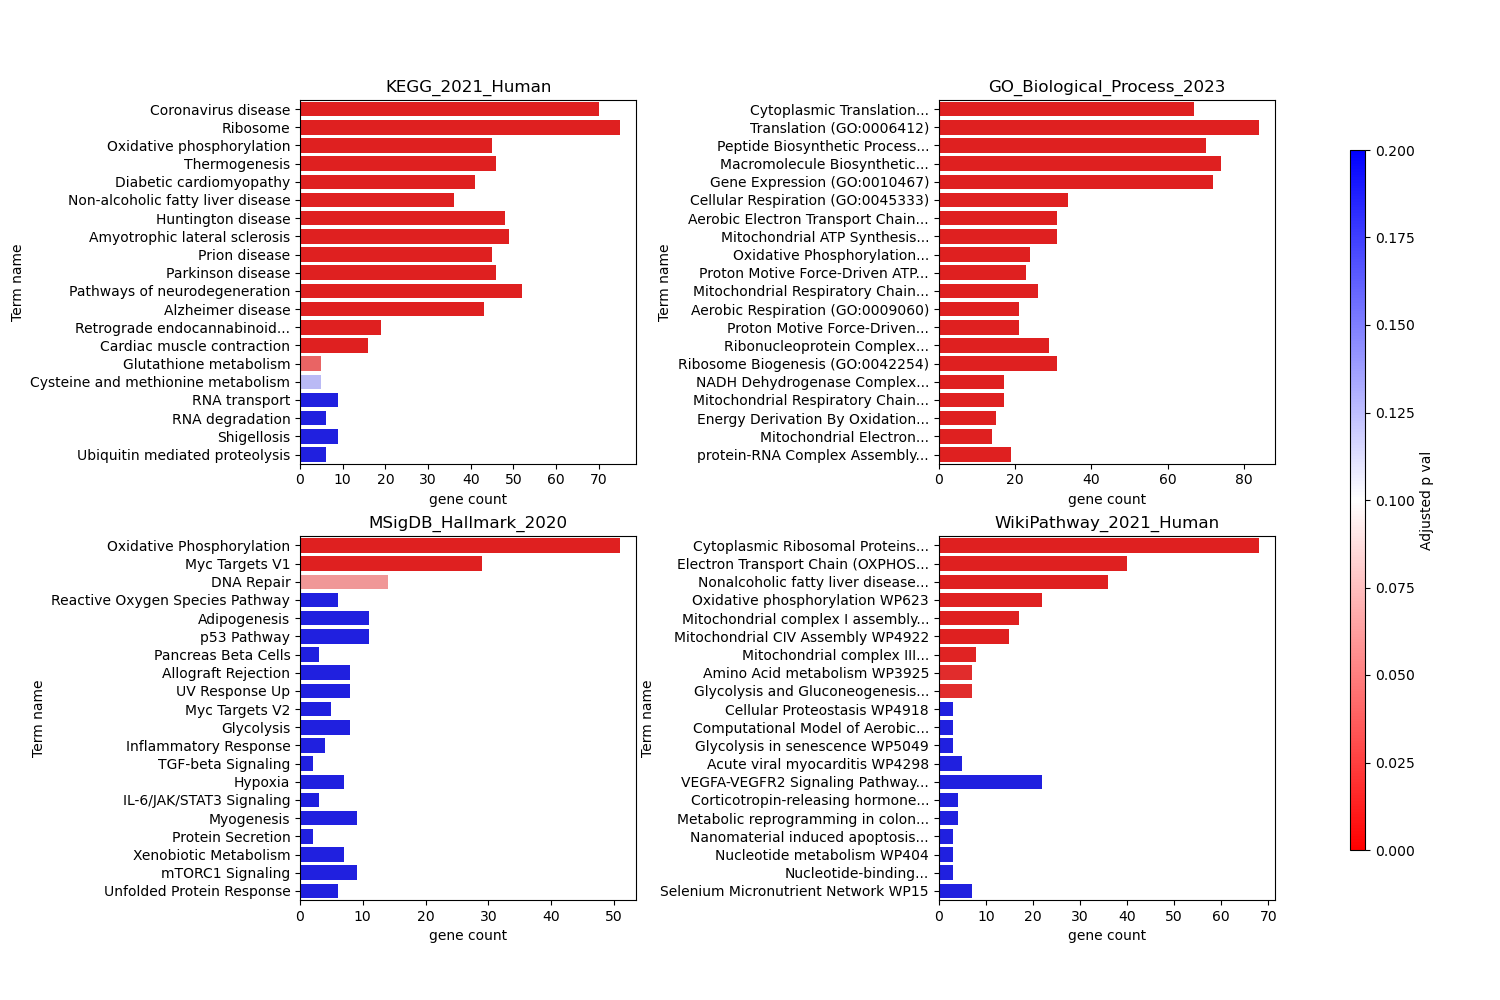 KEGG_2021_Human
Term name
Coronavirus disease
Ribosome
Oxidative phosphorylation
Thermogenesis
Diabetic cardiomyopathy
Non-alcoholic fatty liver disease
Huntington disease
Amyotrophic lateral sclerosis
Prion disease
Parkinson disease
Pathways of neurodegeneration
Alzheimer disease
Retrograde endocannabinoid...
Cardiac muscle contraction
Glutathione metabolism
Cysteine and methionine metabolism
RNA transport
RNA degradation
Shigellosis
Ubiquitin mediated proteolysis
0 10 20 30 40 50 60 70
gene count
GO_Biological_Process_2023
Term name
Cytoplasmic Translation...
Translation (GO:0006412)
Peptide Biosynthetic Process...
Macromolecule Biosynthetic...
Gene Expression (GO:0010467)
Cellular Respiration (GO:0045333)
Aerobic Electron Transport Chain...
Mitochondrial ATP Synthesis...
Oxidative Phosphorylation...
Proton Motive Force-Driven ATP...
Mitochondrial Respiratory Chain...
Aerobic Respiration (GO:0009060)
Proton Motive Force-Driven...
Ribonucleoprotein Complex...
Ribosome Biogenesis (GO:0042254)
NADH Dehydrogenase Complex...
Mitochondrial Respiratory Chain...
Energy Derivation By Oxidation...
Mitochondrial Electron...
protein-RNA Complex Assembly...
0 20 40 60 80
gene count
MSigDB_Hallmark_2020
Term name
Oxidative Phosphorylation
Myc Targets V1
DNA Repair
Reactive Oxygen Species Pathway
Adipogenesis
p53 Pathway
Pancreas Beta Cells
Allograft Rejection
UV Response Up
Myc Targets V2
Glycolysis
Inflammatory Response
TGF-beta Signaling
Hypoxia
IL-6/JAK/STAT3 Signaling
Myogenesis
Protein Secretion
Xenobiotic Metabolism
mTORC1 Signaling
Unfolded Protein Response
0 10 20 30 40 50
gene count
WikiPathway_2021_Human
Term name
Cytoplasmic Ribosomal Proteins...
Electron Transport Chain (OXPHOS...
Nonalcoholic fatty liver disease...
Oxidative phosphorylation WP623
Mitochondrial complex I assembly...
Mitochondrial CIV Assembly WP4922
Mitochondrial complex III...
Amino Acid metabolism WP3925
Glycolysis and Gluconeogenesis...
Cellular Proteostasis WP4918
Computational Model of Aerobic...
Glycolysis in senescence WP5049
Acute viral myocarditis WP4298
VEGFA-VEGFR2 Signaling Pathway...
Corticotropin-releasing hormone...
Metabolic reprogramming in colon...
Nanomaterial induced apoptosis...
Nucleotide metabolism WP404
Nucleotide-binding...
Selenium Micronutrient Network WP15
0 10 20 30 40 50 60 70
gene count
0.200
0.175
0.150
0.125
0.100
0.075
0.050
0.025
0.000
Adjusted p val